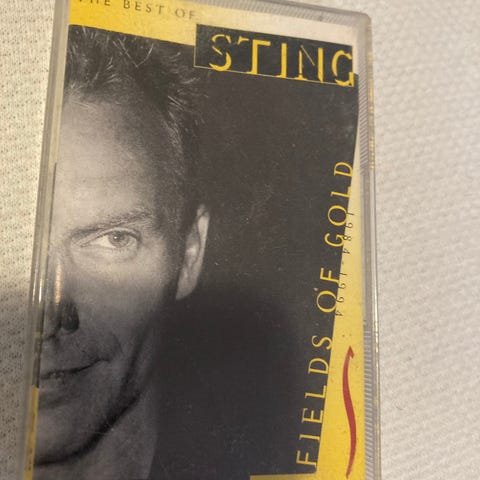 THE BEST OF
STING
FIELDS OF GOLD
1984-1994